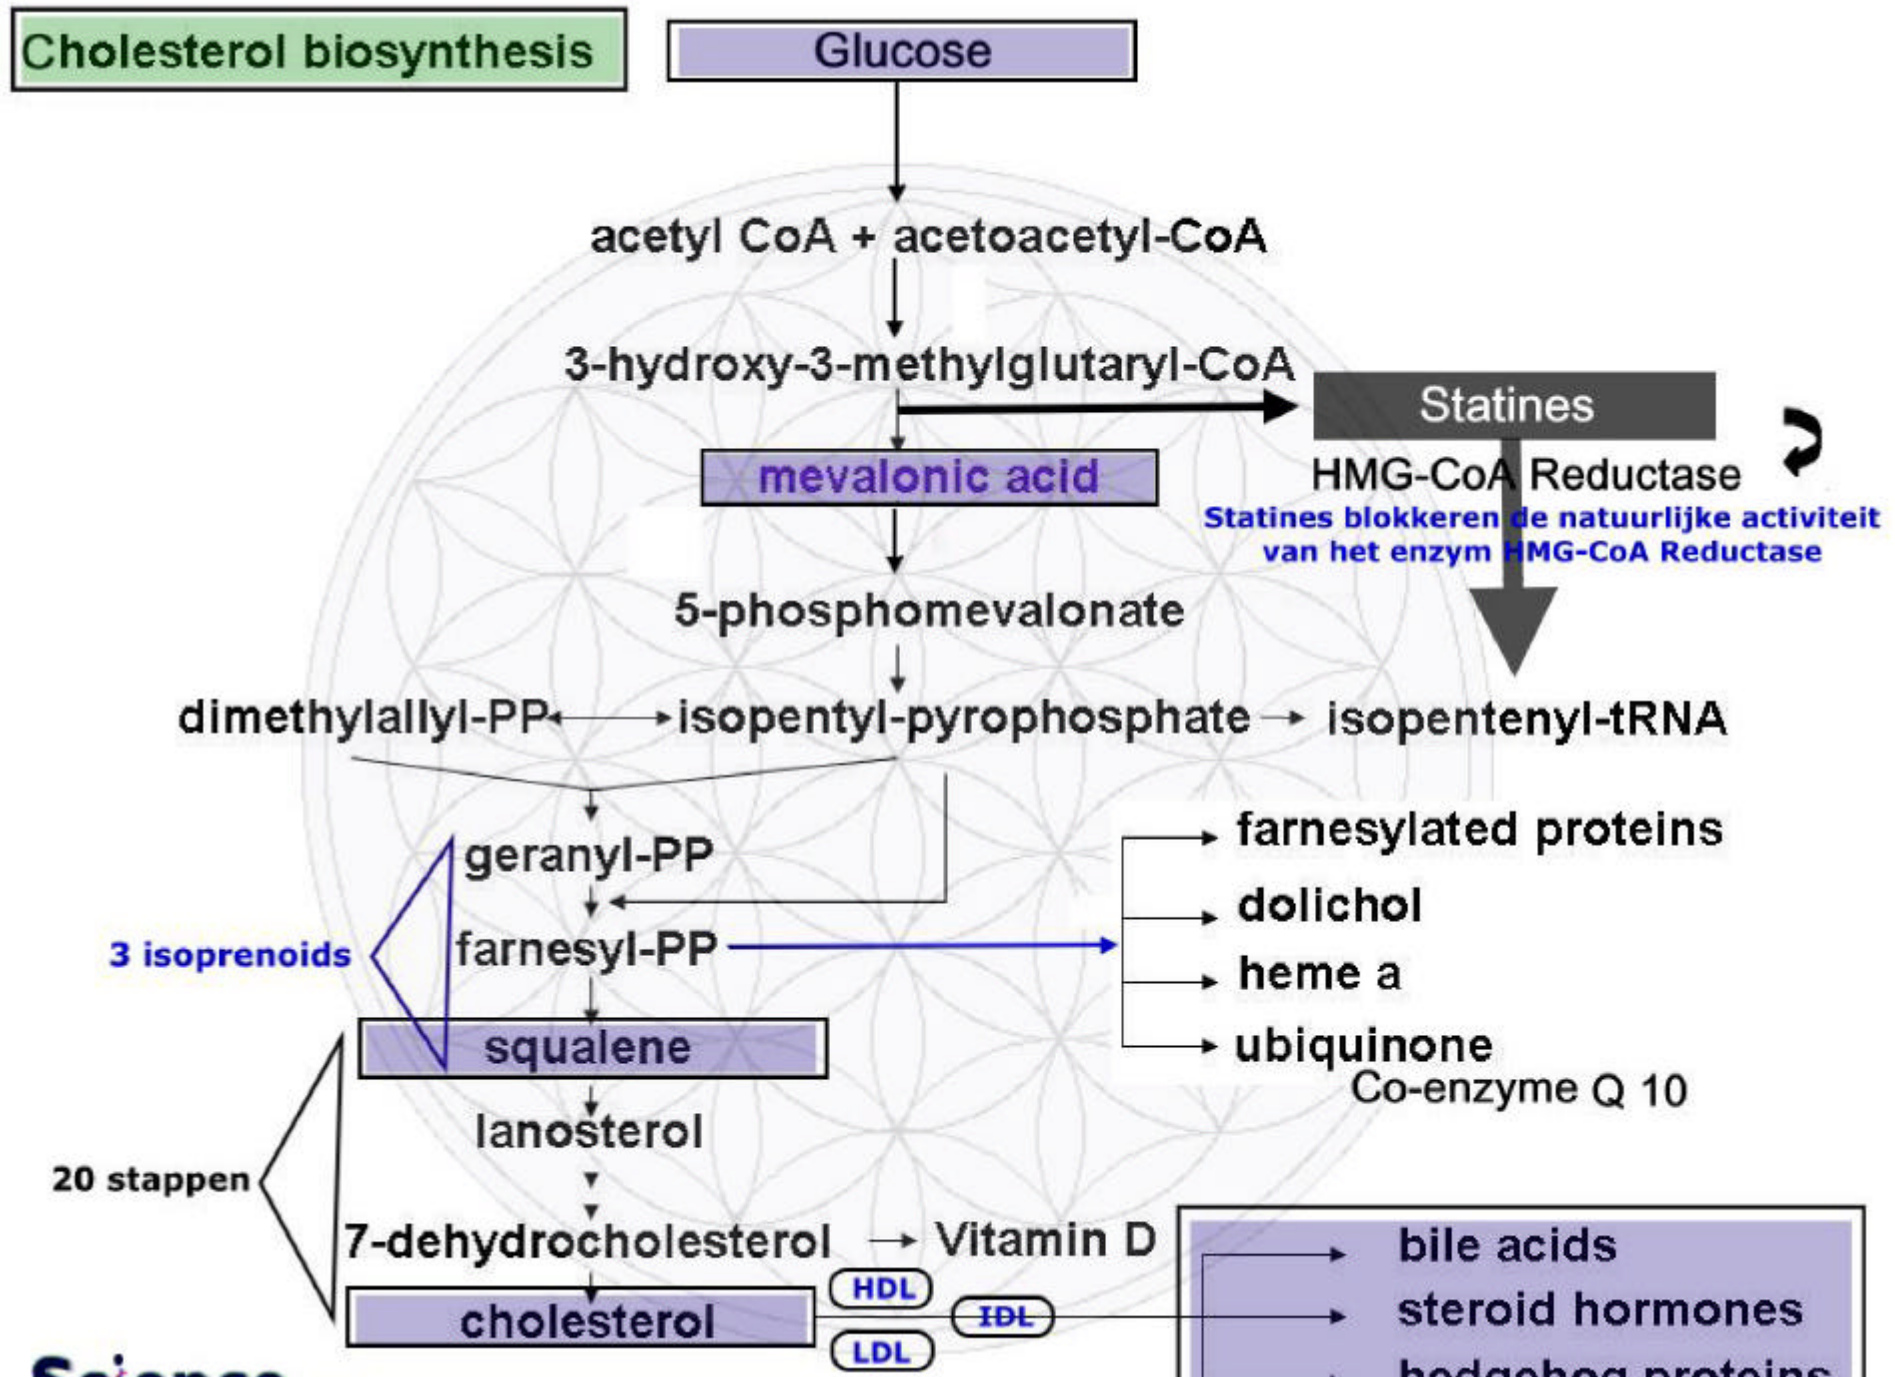 Cholesterol biosynthesis
Glucose
acetyl CoA + acetoacetyl-CoA
3-hydroxy-3-methylglutaryl-CoA
Statines
mevalonic acid
HMG-CoA Reductase
Statines blokkeren de natuurlijke activiteit
van het enzym HMG-CoA Reductase
5-phosphomevalonate
dimethylallyl-PP
isopentyl-pyrophosphate
isopentenyl-tRNA
geranyl-PP
farnesylated proteins
dolichol
3 isoprenoids
farnesyl-PP
heme a
squalene
ubiquinone
Co-enzyme Q 10
lanosterol
20 stappen
7-dehydrocholesterol
Vitamin D
bile acids
HDL
cholesterol
IDL
steroid hormones
LDL
hedgehog proteins
Science